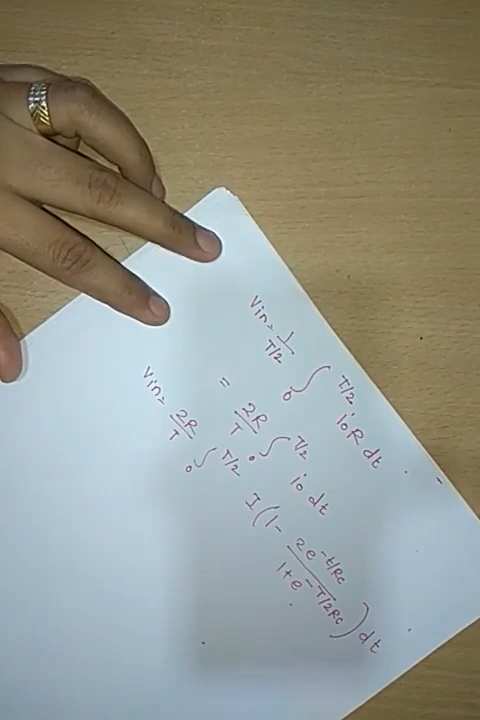 Vin = 1/(T/2) ∫₀^{T/2} i₀R dt
= 2R/T ∫₀^{T/2} i₀ dt
Vin = 2R/T ∫₀^{T/2} I(1 - 2e^{-t/RC}/(1+e^{-T/2RC})) dt